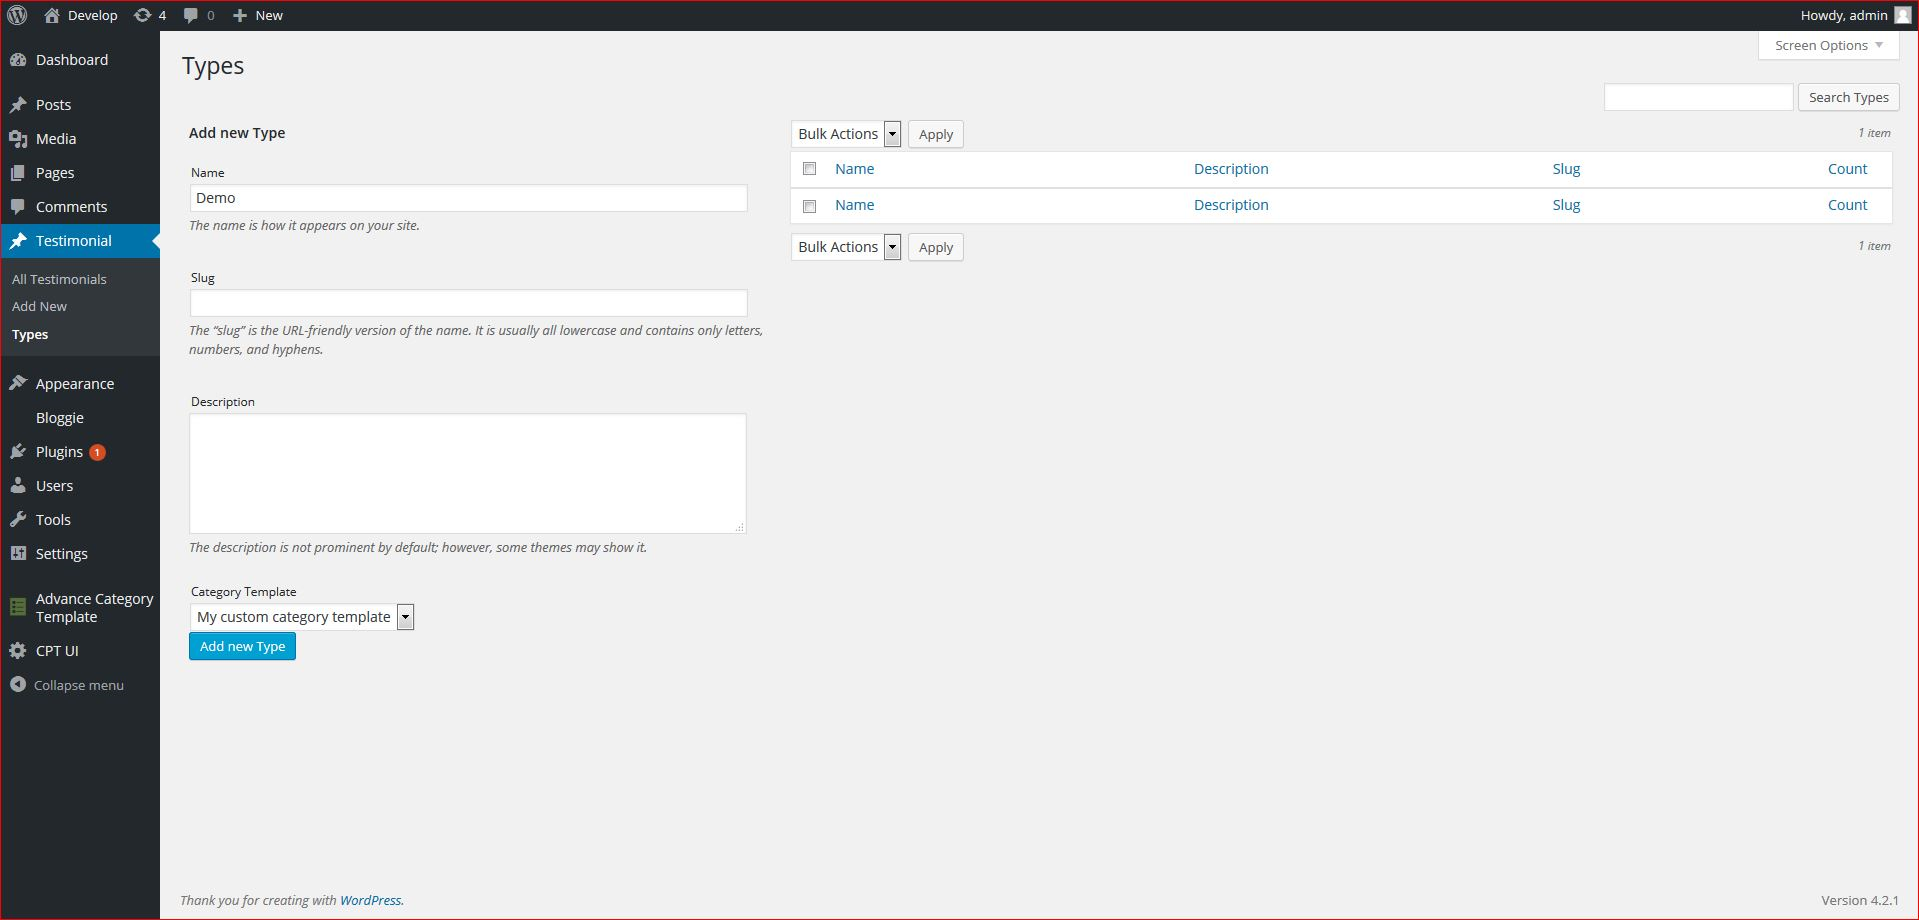 Develop 4 0 New Howdy, admin
Dashboard
Posts
Media
Pages
Comments
Testimonial
All Testimonials
Add New
Types
Appearance
Bloggie
Plugins 1
Users
Tools
Settings
Advance Category
Template
CPT UI
Collapse menu
Screen Options
Types
Search Types
Add new Type
Name
Demo
The name is how it appears on your site.
Slug
The “slug” is the URL-friendly version of the name. It is usually all lowercase and contains only letters,
numbers, and hyphens.
Description
The description is not prominent by default; however, some themes may show it.
Category Template
My custom category template
Add new Type
Bulk Actions Apply 1 item
Name Description Slug Count
Name Description Slug Count
Bulk Actions Apply 1 item
Thank you for creating with WordPress. Version 4.2.1